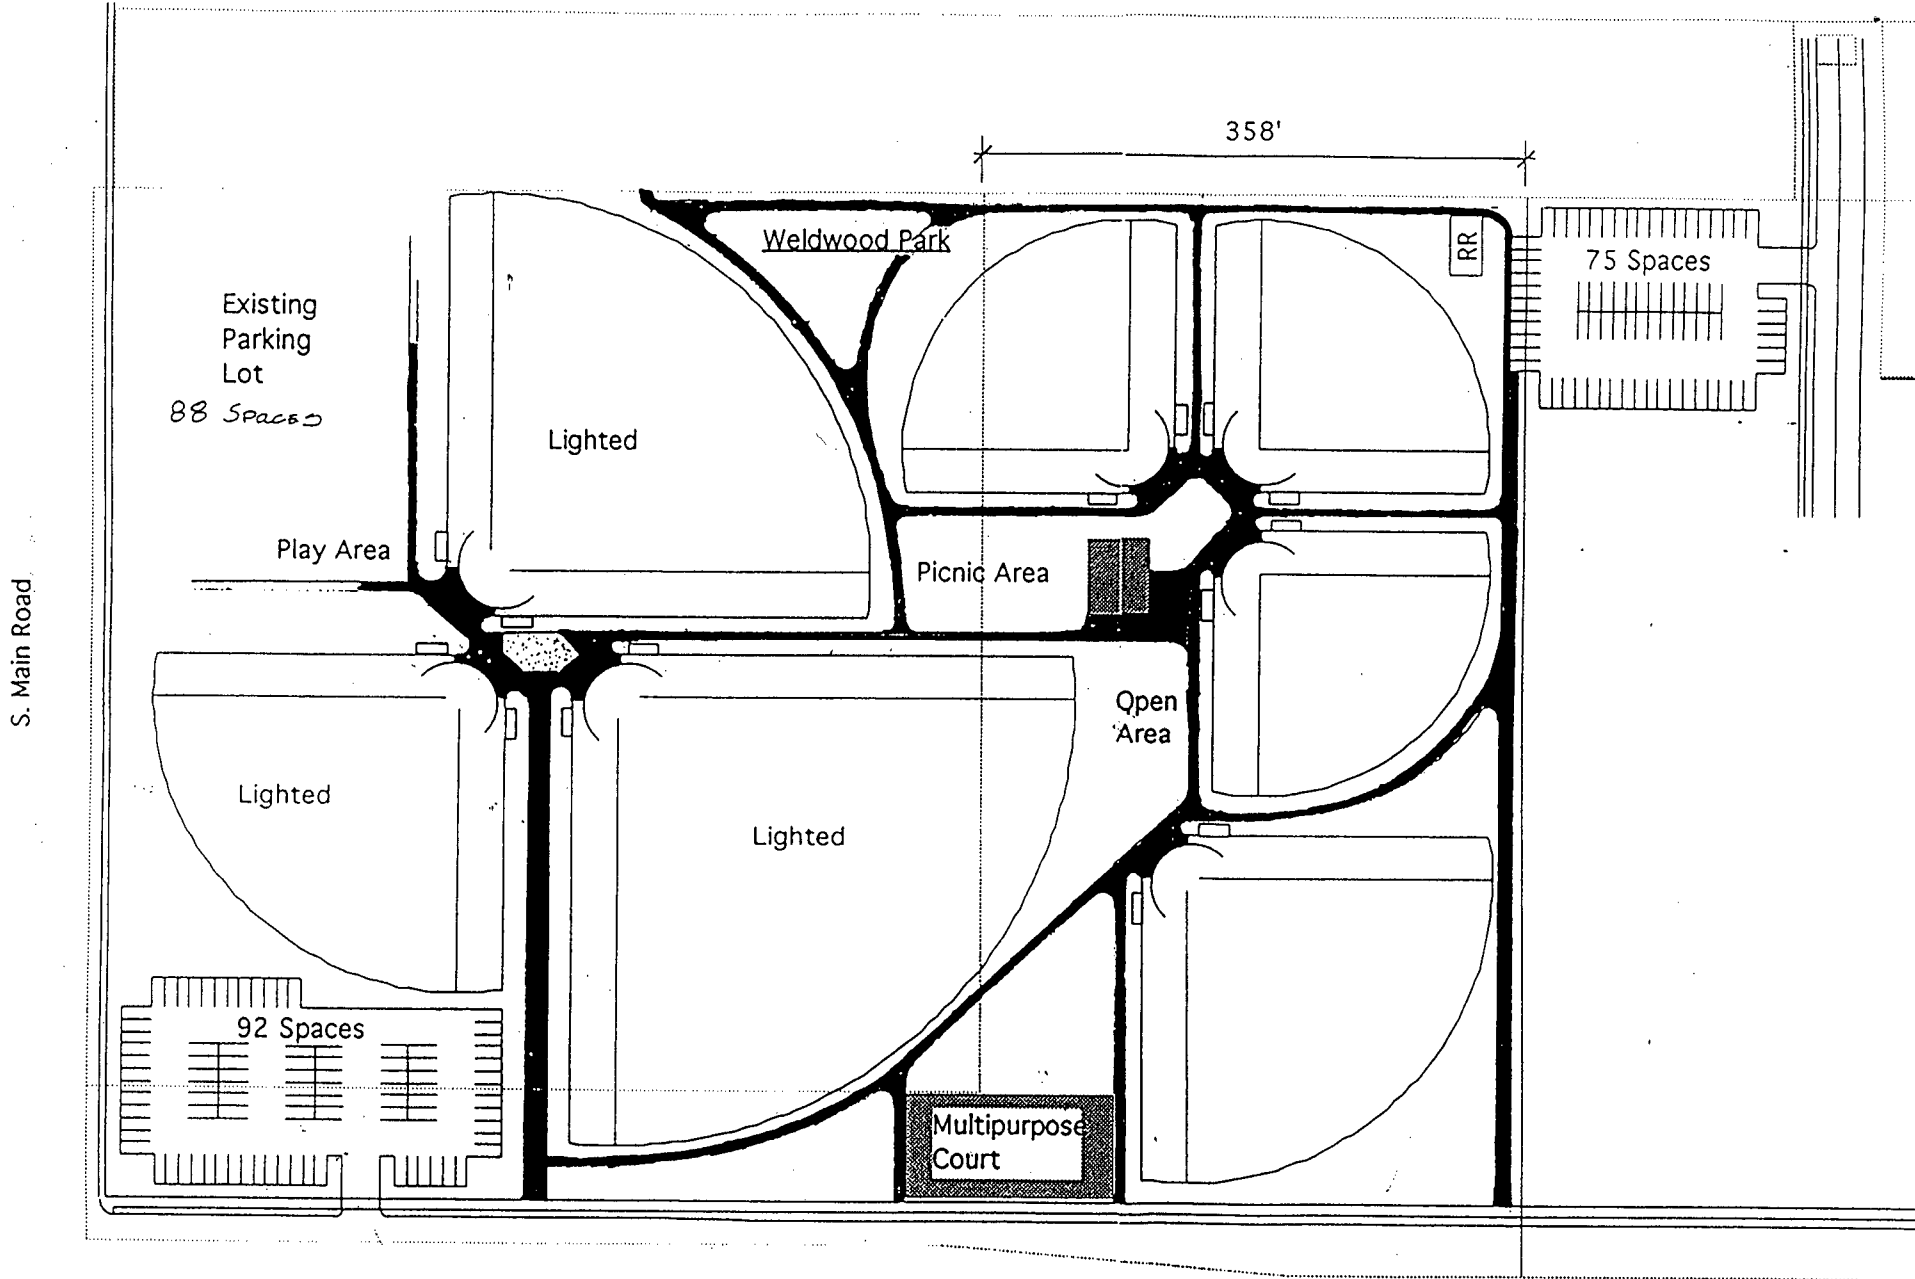 358'
Weldwood Park
RR
75 Spaces
Existing
Parking
Lot
88 Spaces
Lighted
Play Area
Picnic Area
S. Main Road
Open
Area
Lighted
Lighted
92 Spaces
Multipurpose
Court